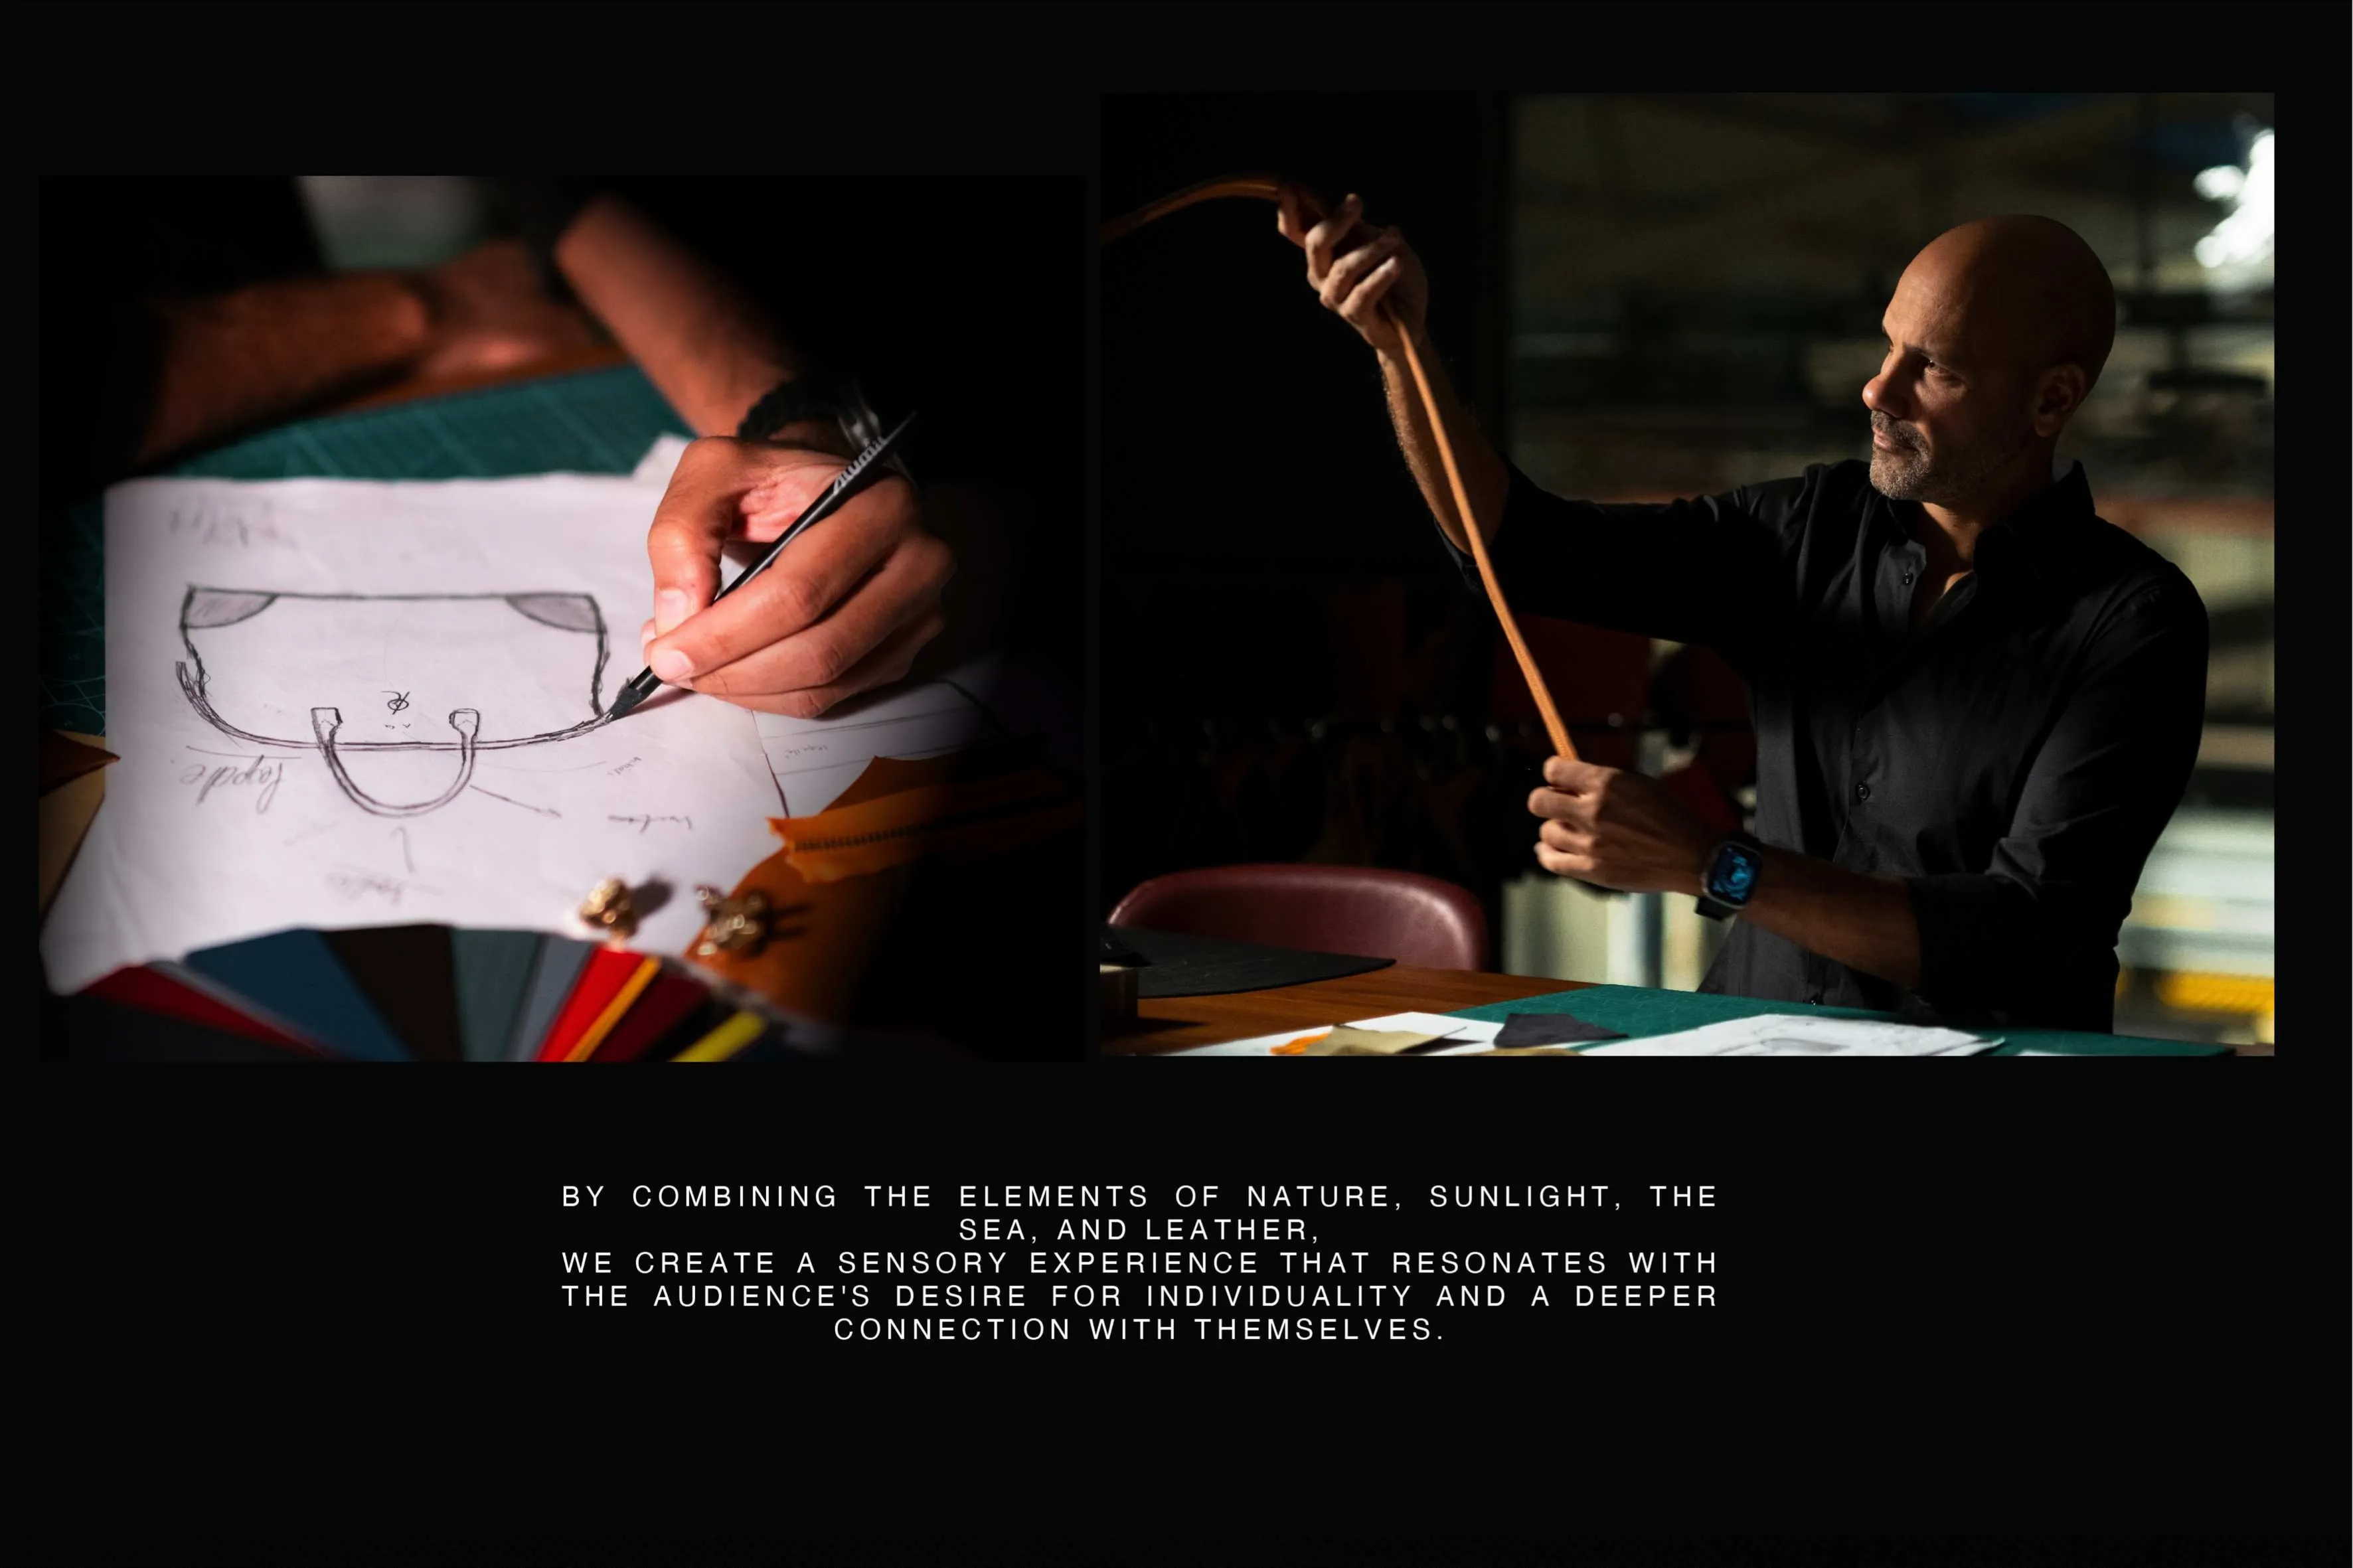 BY COMBINING THE ELEMENTS OF NATURE, SUNLIGHT, THE
SEA, AND LEATHER,
WE CREATE A SENSORY EXPERIENCE THAT RESONATES WITH
THE AUDIENCE'S DESIRE FOR INDIVIDUALITY AND A DEEPER
CONNECTION WITH THEMSELVES.